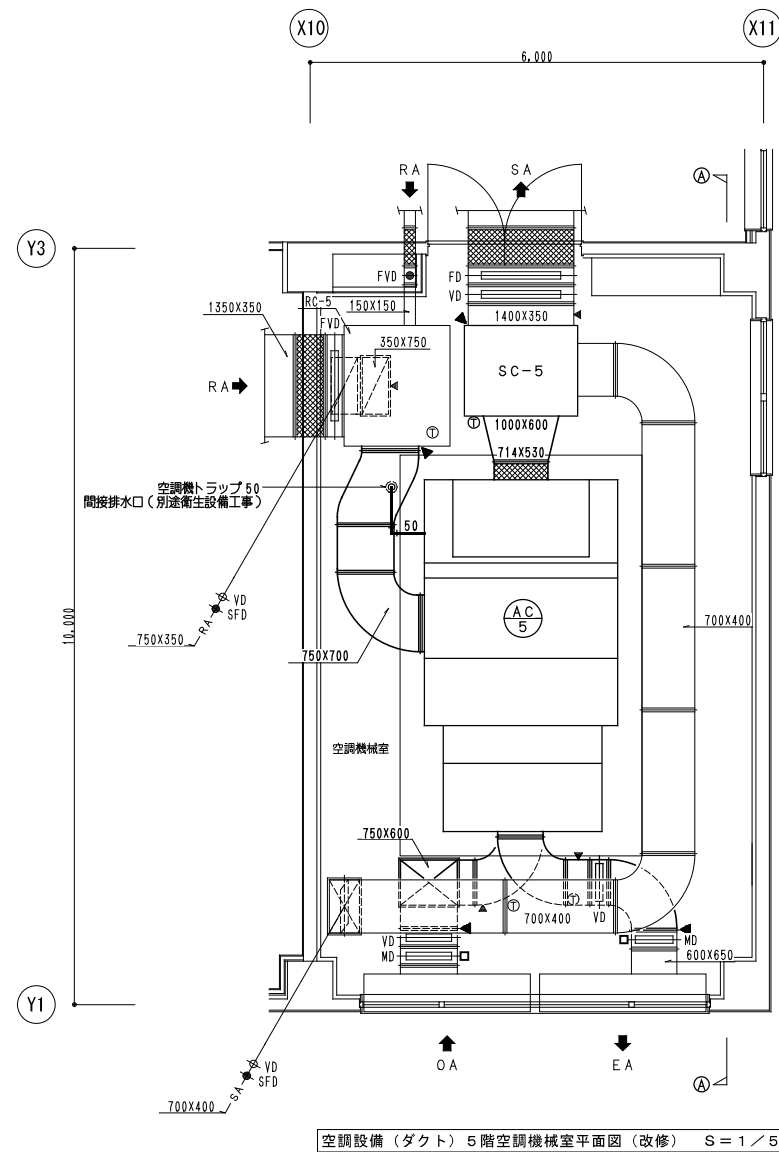 X10
X11
6,000
RA
SA
A
Y3
FVD
FD
VD
1350X350
RC-5
150X150
1400X350
FVD
350X750
SC-5
RA
T
T
1000X600
714X530
空調機トラップ50
間接排水口(別途衛生設備工事)
50
AC
5
VD
SFD
RA
750X350
10,000
700X400
750X700
空調機械室
750X600
T
T
700X400
VD
VD
MD
MD
600X650
Y1
OA
EA
A
VD
SFD
SA
700X400
空調設備(ダクト)5階空調機械室平面図(改修) S=1/5